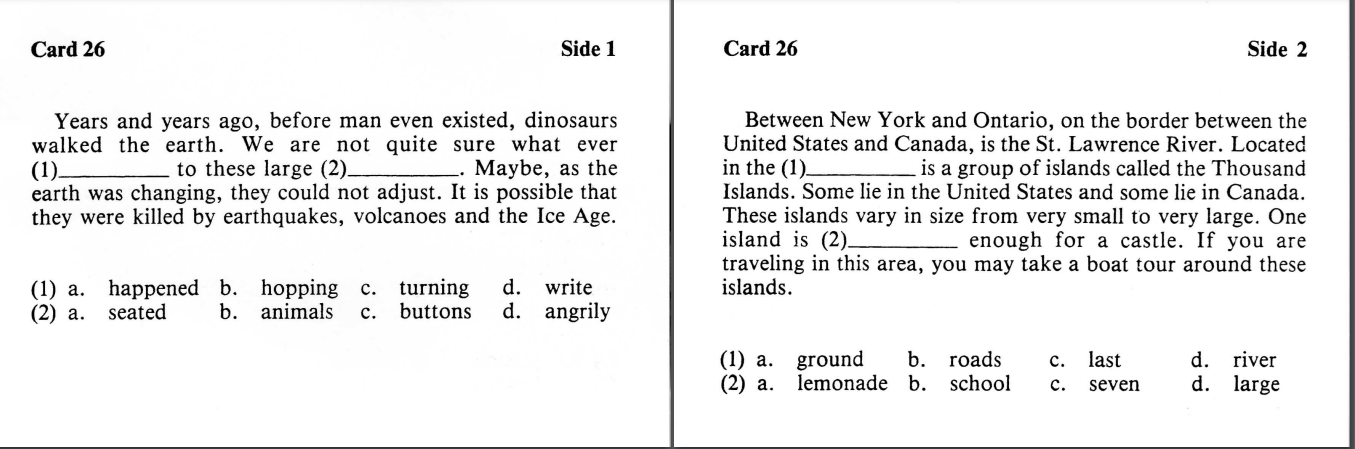 Card 26 Side 1
Years and years ago, before man even existed, dinosaurs
walked the earth. We are not quite sure what ever
(1)__________ to these large (2)__________. Maybe, as the
earth was changing, they could not adjust. It is possible that
they were killed by earthquakes, volcanoes and the Ice Age.
(1) a. happened b. hopping c. turning d. write
(2) a. seated b. animals c. buttons d. angrily
Card 26 Side 2
Between New York and Ontario, on the border between the
United States and Canada, is the St. Lawrence River. Located
in the (1)__________ is a group of islands called the Thousand
Islands. Some lie in the United States and some lie in Canada.
These islands vary in size from very small to very large. One
island is (2)__________ enough for a castle. If you are
traveling in this area, you may take a boat tour around these
islands.
(1) a. ground b. roads c. last d. river
(2) a. lemonade b. school c. seven d. large